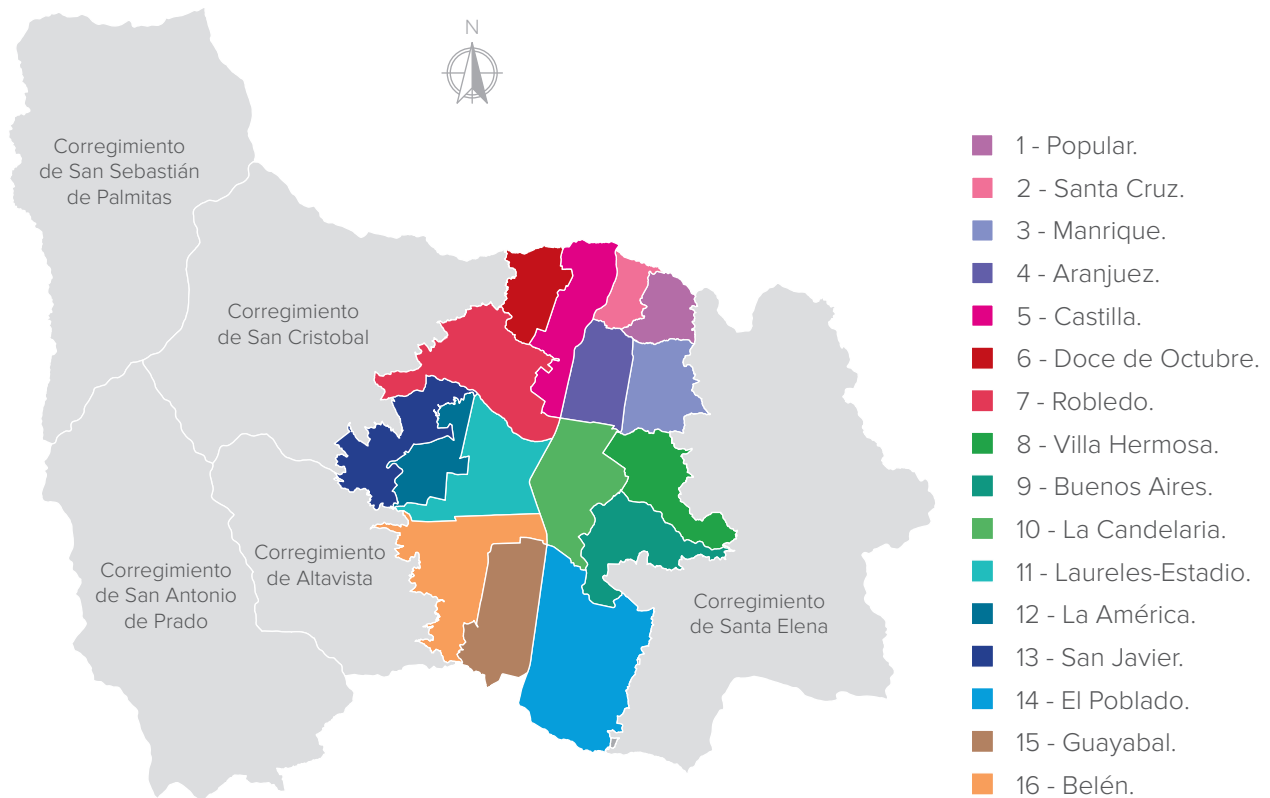 N
Corregimiento
de San Sebastián
de Palmitas
Corregimiento
de San Cristobal
Corregimiento
de Altavista
Corregimiento
de San Antonio
de Prado
Corregimiento
de Santa Elena
1 - Popular.
2 - Santa Cruz.
3 - Manrique.
4 - Aranjuez.
5 - Castilla.
6 - Doce de Octubre.
7 - Robledo.
8 - Villa Hermosa.
9 - Buenos Aires.
10 - La Candelaria.
11 - Laureles-Estadio.
12 - La América.
13 - San Javier.
14 - El Poblado.
15 - Guayabal.
16 - Belén.